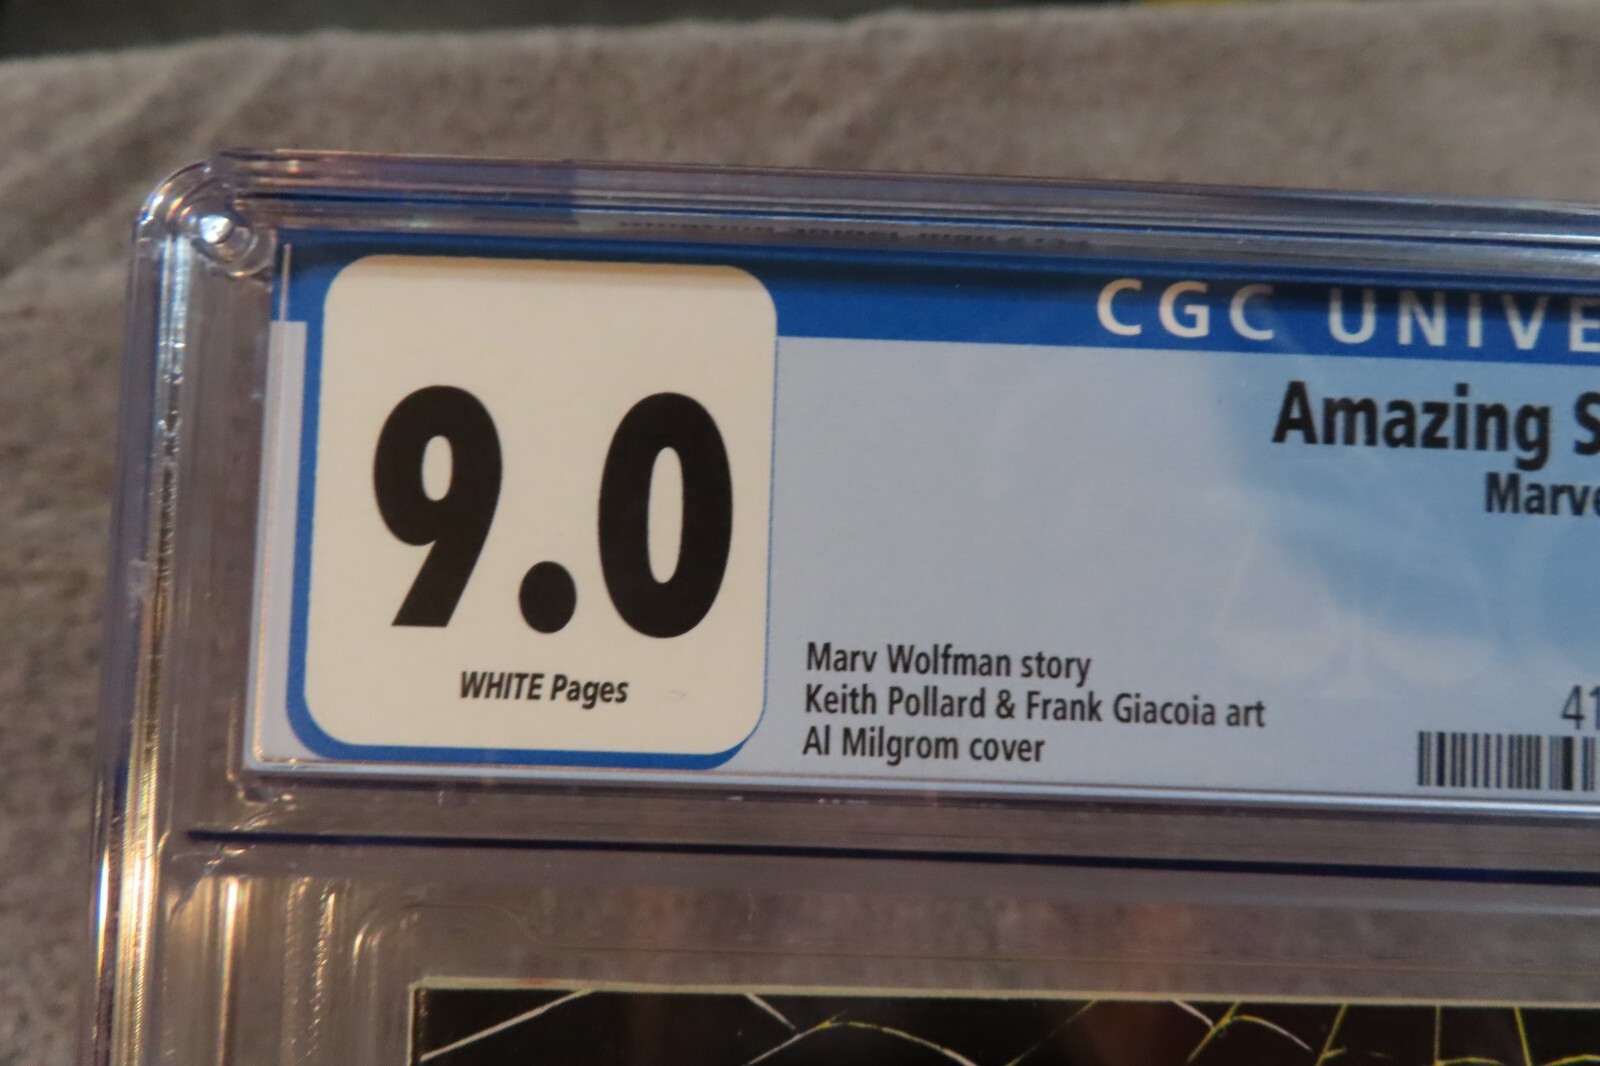 CGC UNIVE
9.0
WHITE Pages
Amazing S
Marve
Marv Wolfman story
Keith Pollard & Frank Giacoia art
Al Milgrom cover
41